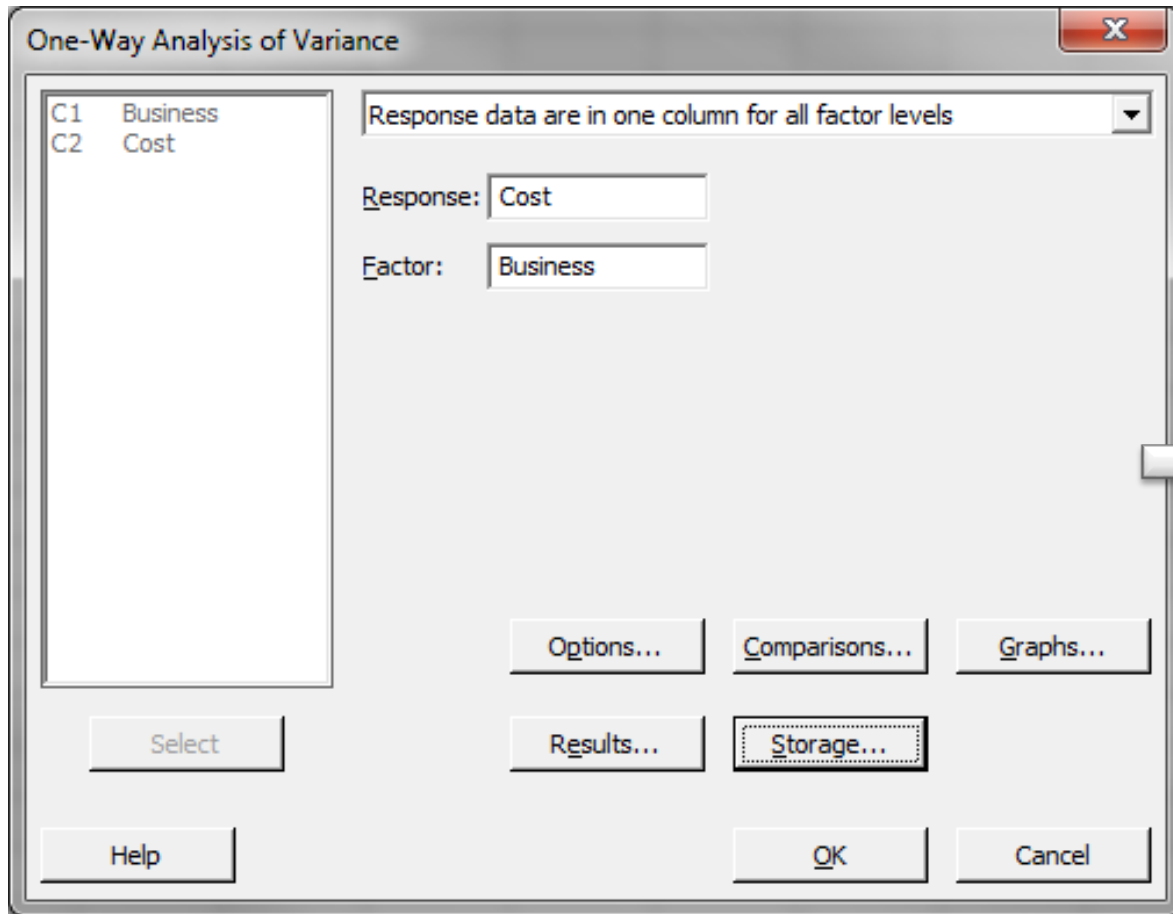 One-Way Analysis of Variance
C1 Business
C2 Cost
Response data are in one column for all factor levels
Response: Cost
Factor: Business
Options... Comparisons... Graphs...
Select Results... Storage...
Help OK Cancel